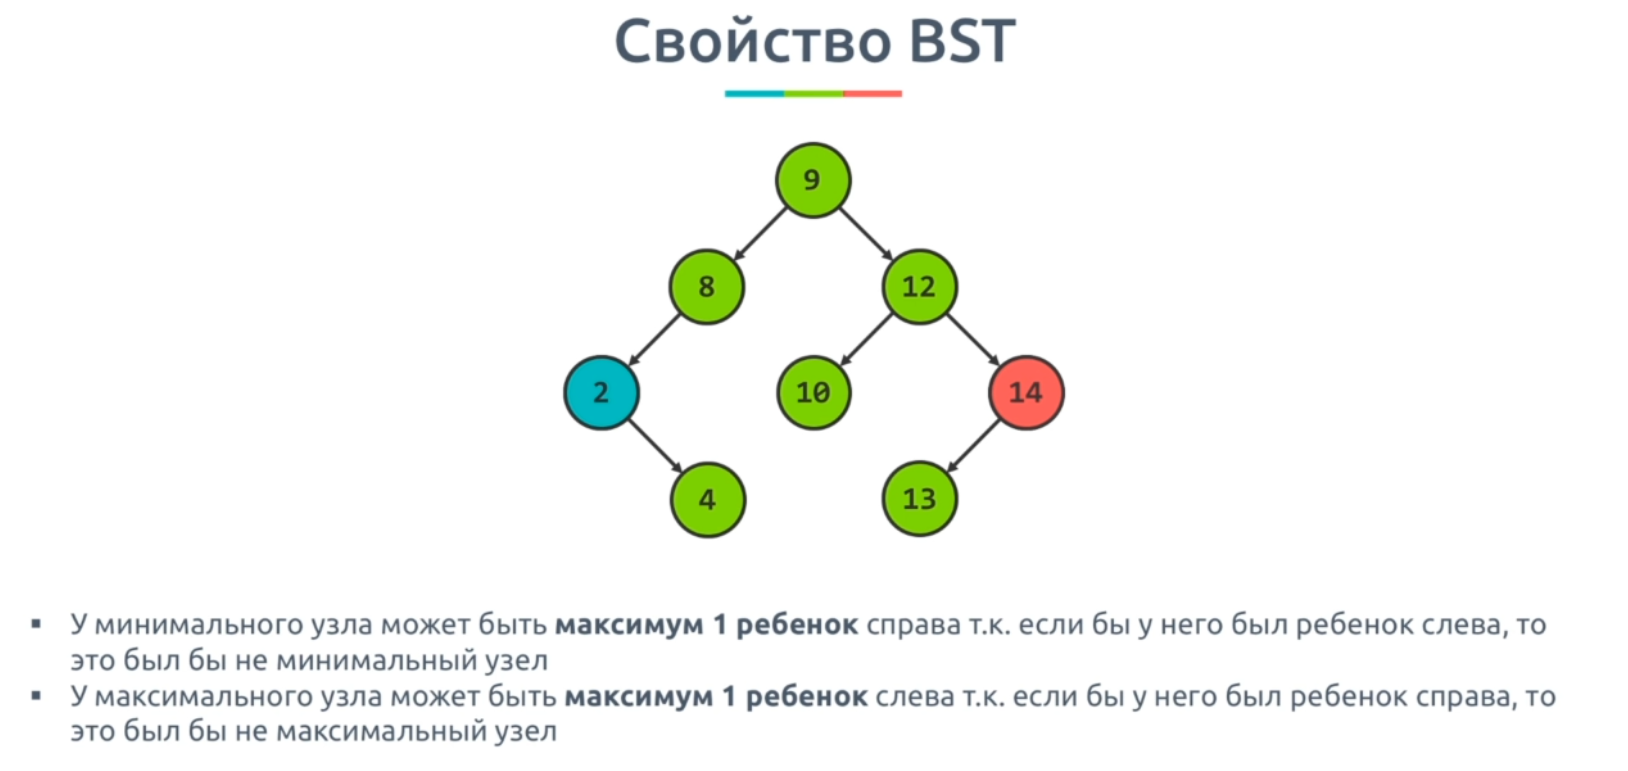 Свойство BST
9
8
12
2
10
14
4
13
▪ У минимального узла может быть максимум 1 ребенок справа т.к. если бы у него был ребенок слева, то
это был бы не минимальный узел
▪ У максимального узла может быть максимум 1 ребенок слева т.к. если бы у него был ребенок справа, то
это был бы не максимальный узел